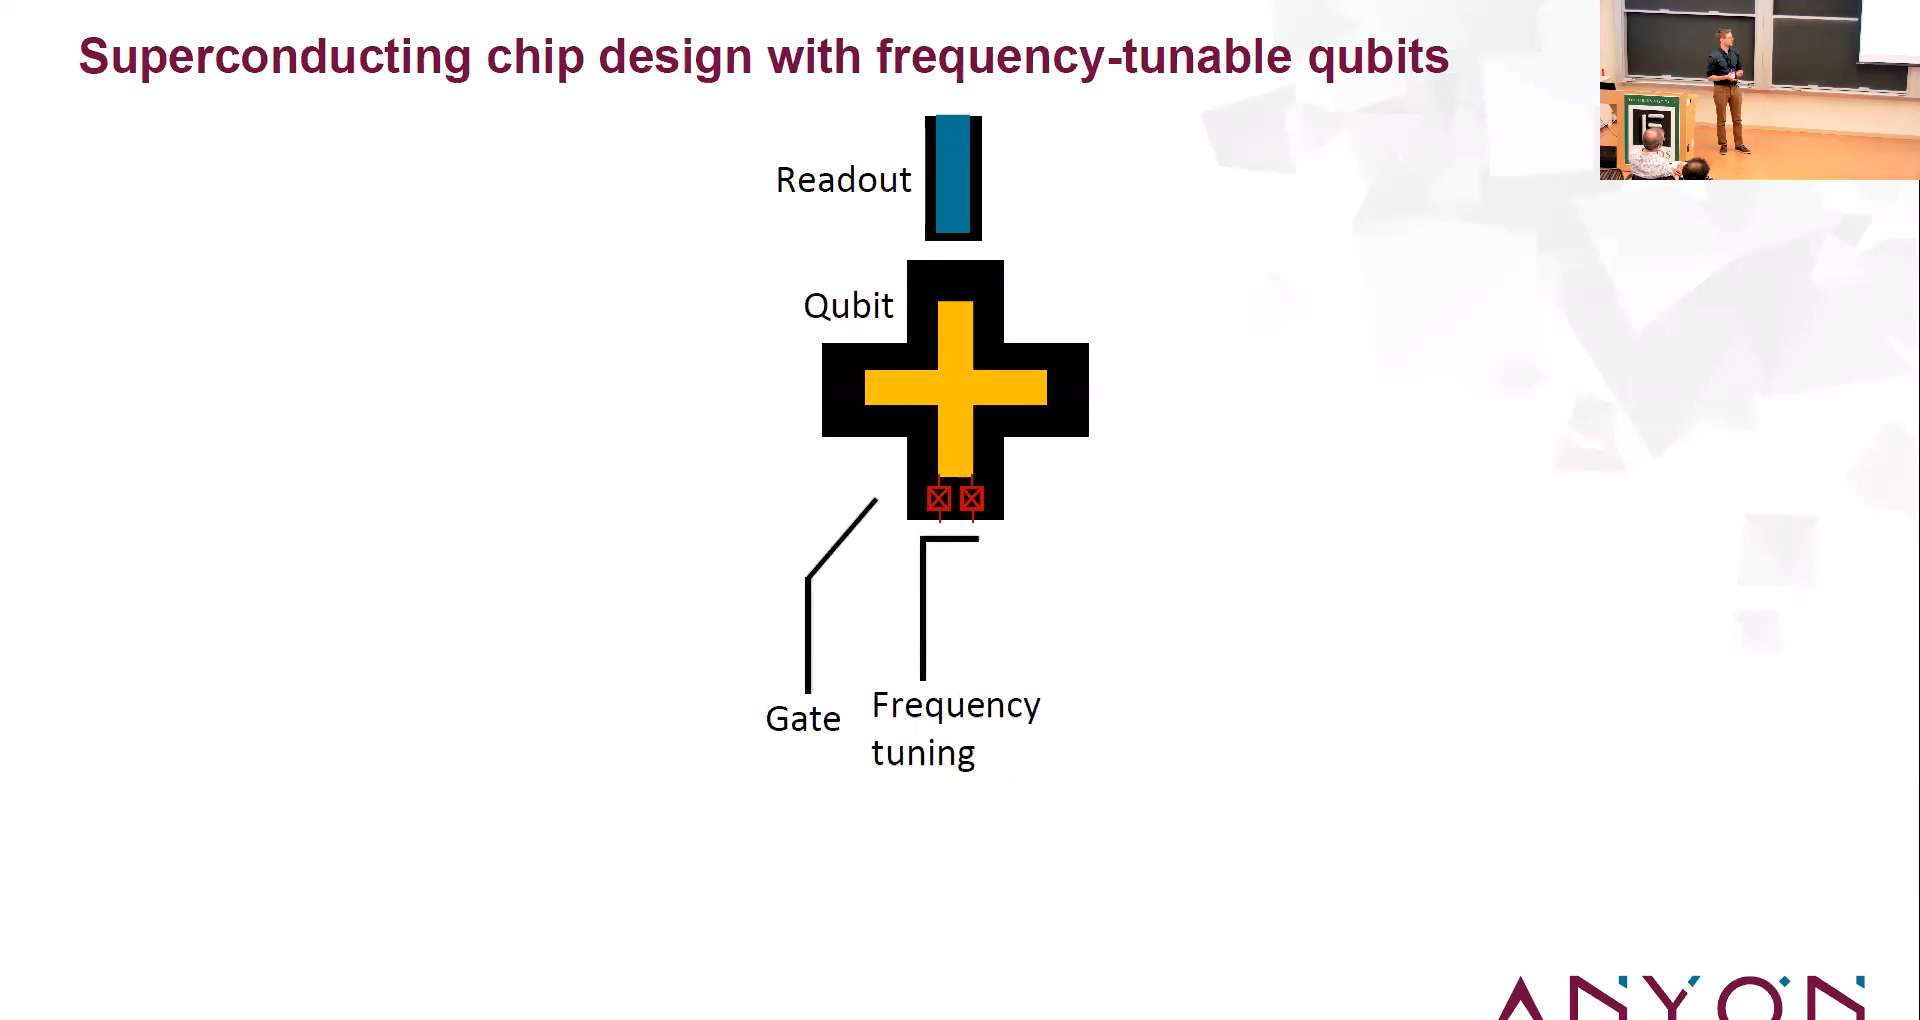 Superconducting chip design with frequency-tunable qubits
Readout
Qubit
Gate
Frequency
tuning
ANYON